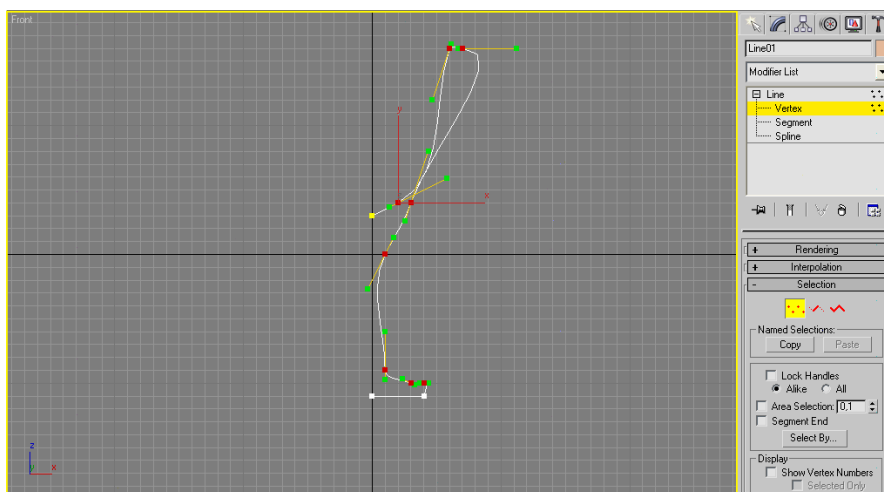 Front
Line01
Modifier List
Line
Vertex
Segment
Spline
y
x
+ Rendering
+ Interpolation
- Selection
Named Selections:
Copy Paste
Lock Handles
Alike All
Area Selection: 0,1
Segment End
Select By...
Display
Show Vertex Numbers
Selected Only
z
y x